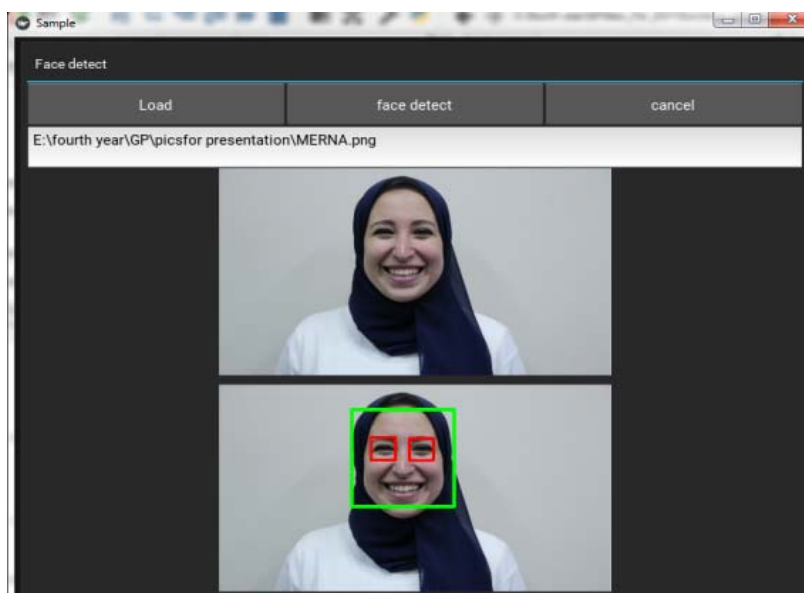 Sample
Face detect
Load face detect cancel
E:\fourth year\GP\picsfor presentation\MERNA.png